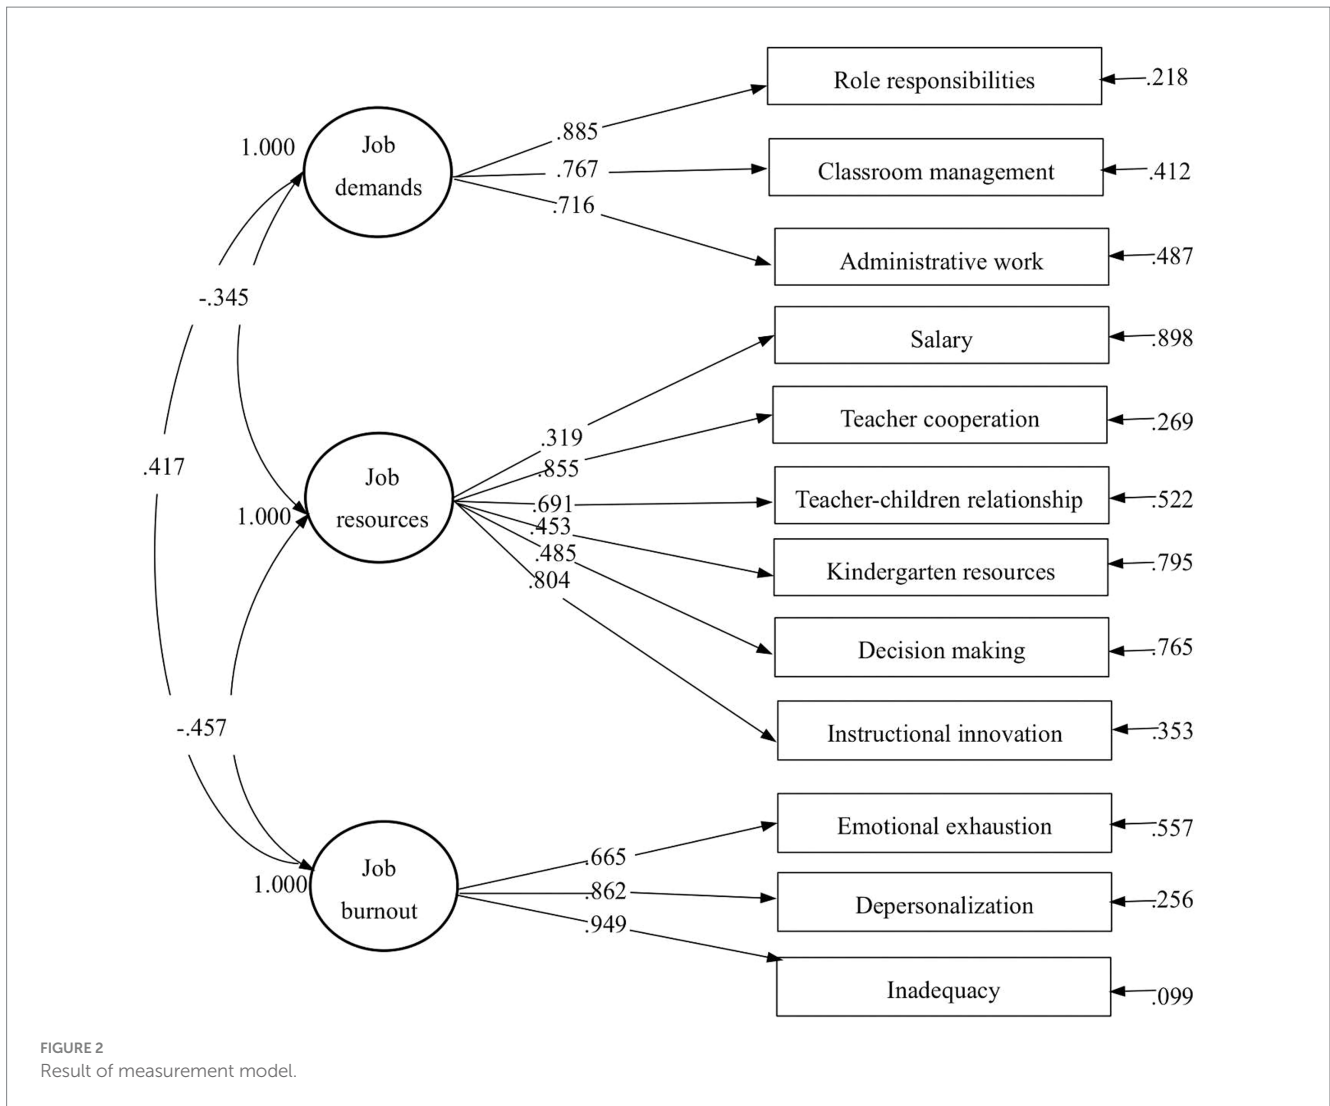 Role responsibilities
.218
.885
1.000
Job
demands
.767
Classroom management
.412
.716
Administrative work
.487
-.345
Salary
.898
.319
Teacher cooperation
.269
.417
.855
Job
resources
1.000
.691
Teacher-children relationship
.522
.453
.485
.804
Kindergarten resources
.795
Decision making
.765
-.457
Instructional innovation
.353
Emotional exhaustion
.557
.665
Job
burnout
1.000
.862
Depersonalization
.256
.949
Inadequacy
.099
FIGURE 2
Result of measurement model.